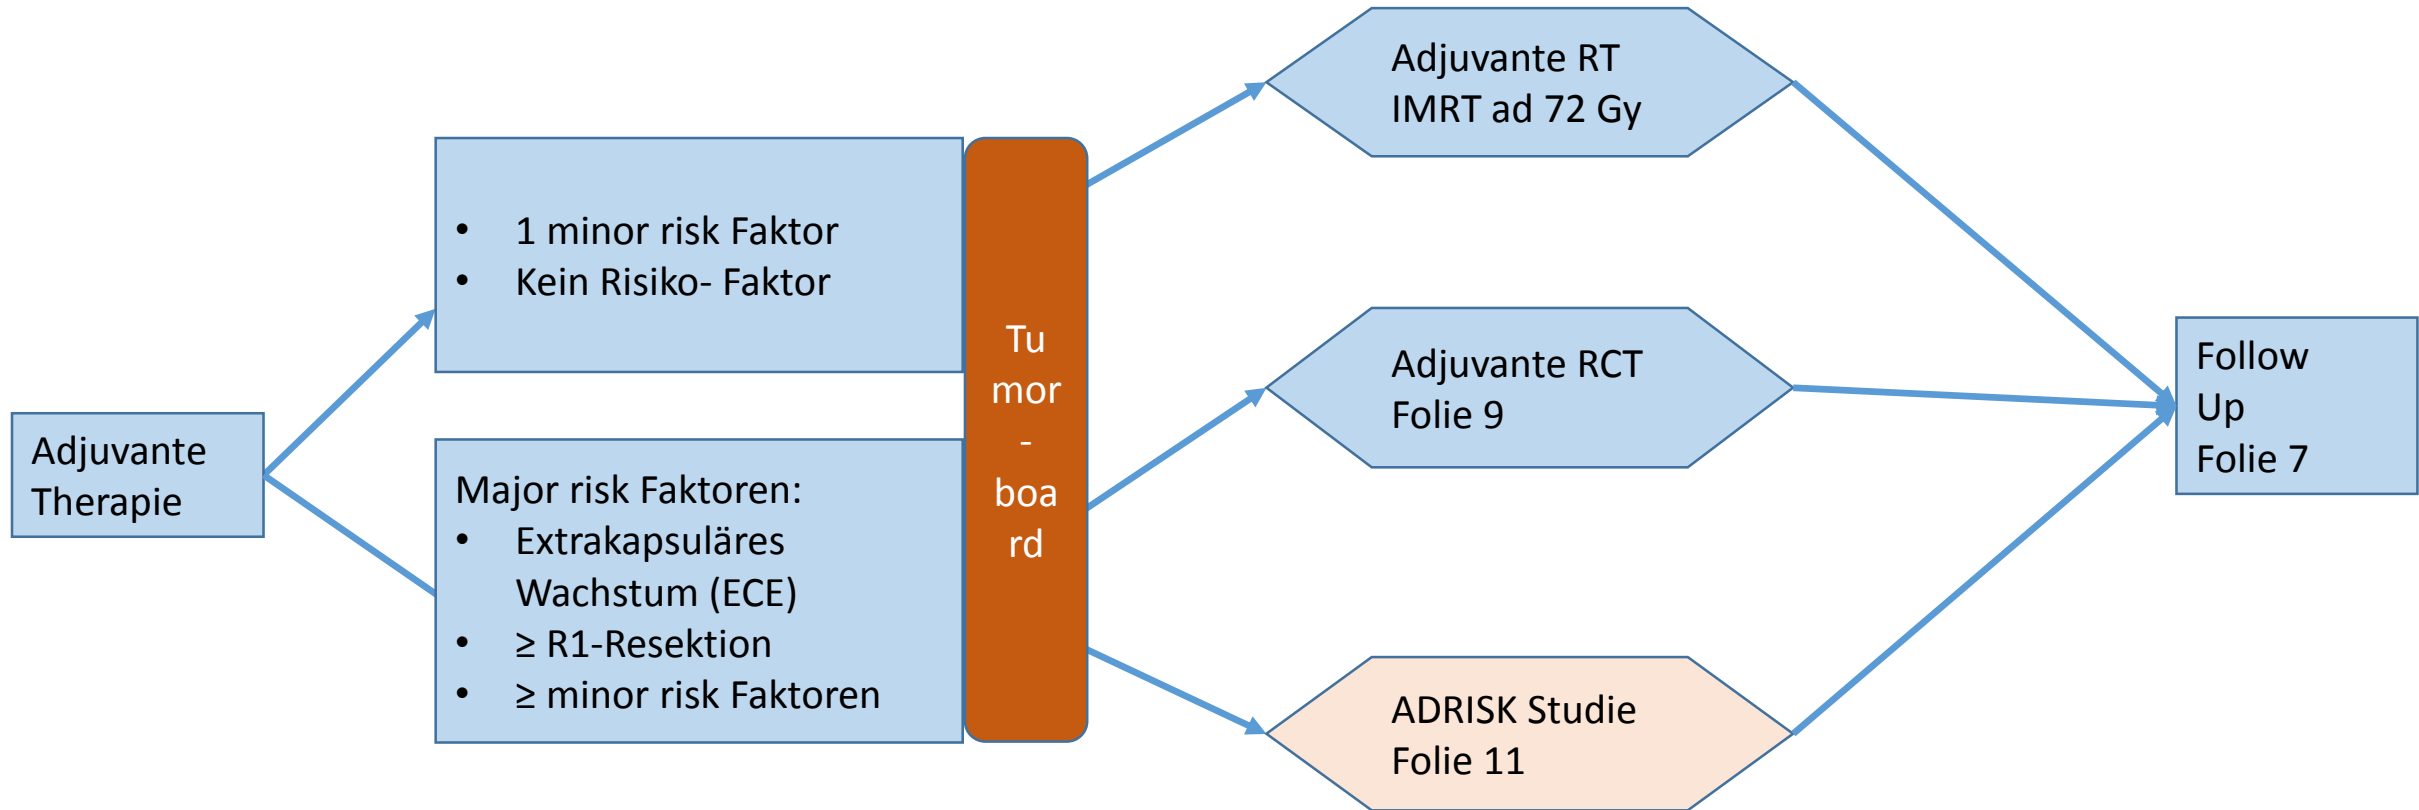 Adjuvante
Therapie
• 1 minor risk Faktor
• Kein Risiko- Faktor
Major risk Faktoren:
• Extrakapsuläres
Wachstum (ECE)
• ≥ R1-Resektion
• ≥ minor risk Faktoren
Tu
mor
-
boa
rd
Adjuvante RT
IMRT ad 72 Gy
Adjuvante RCT
Folie 9
ADRISK Studie
Folie 11
Follow
Up
Folie 7